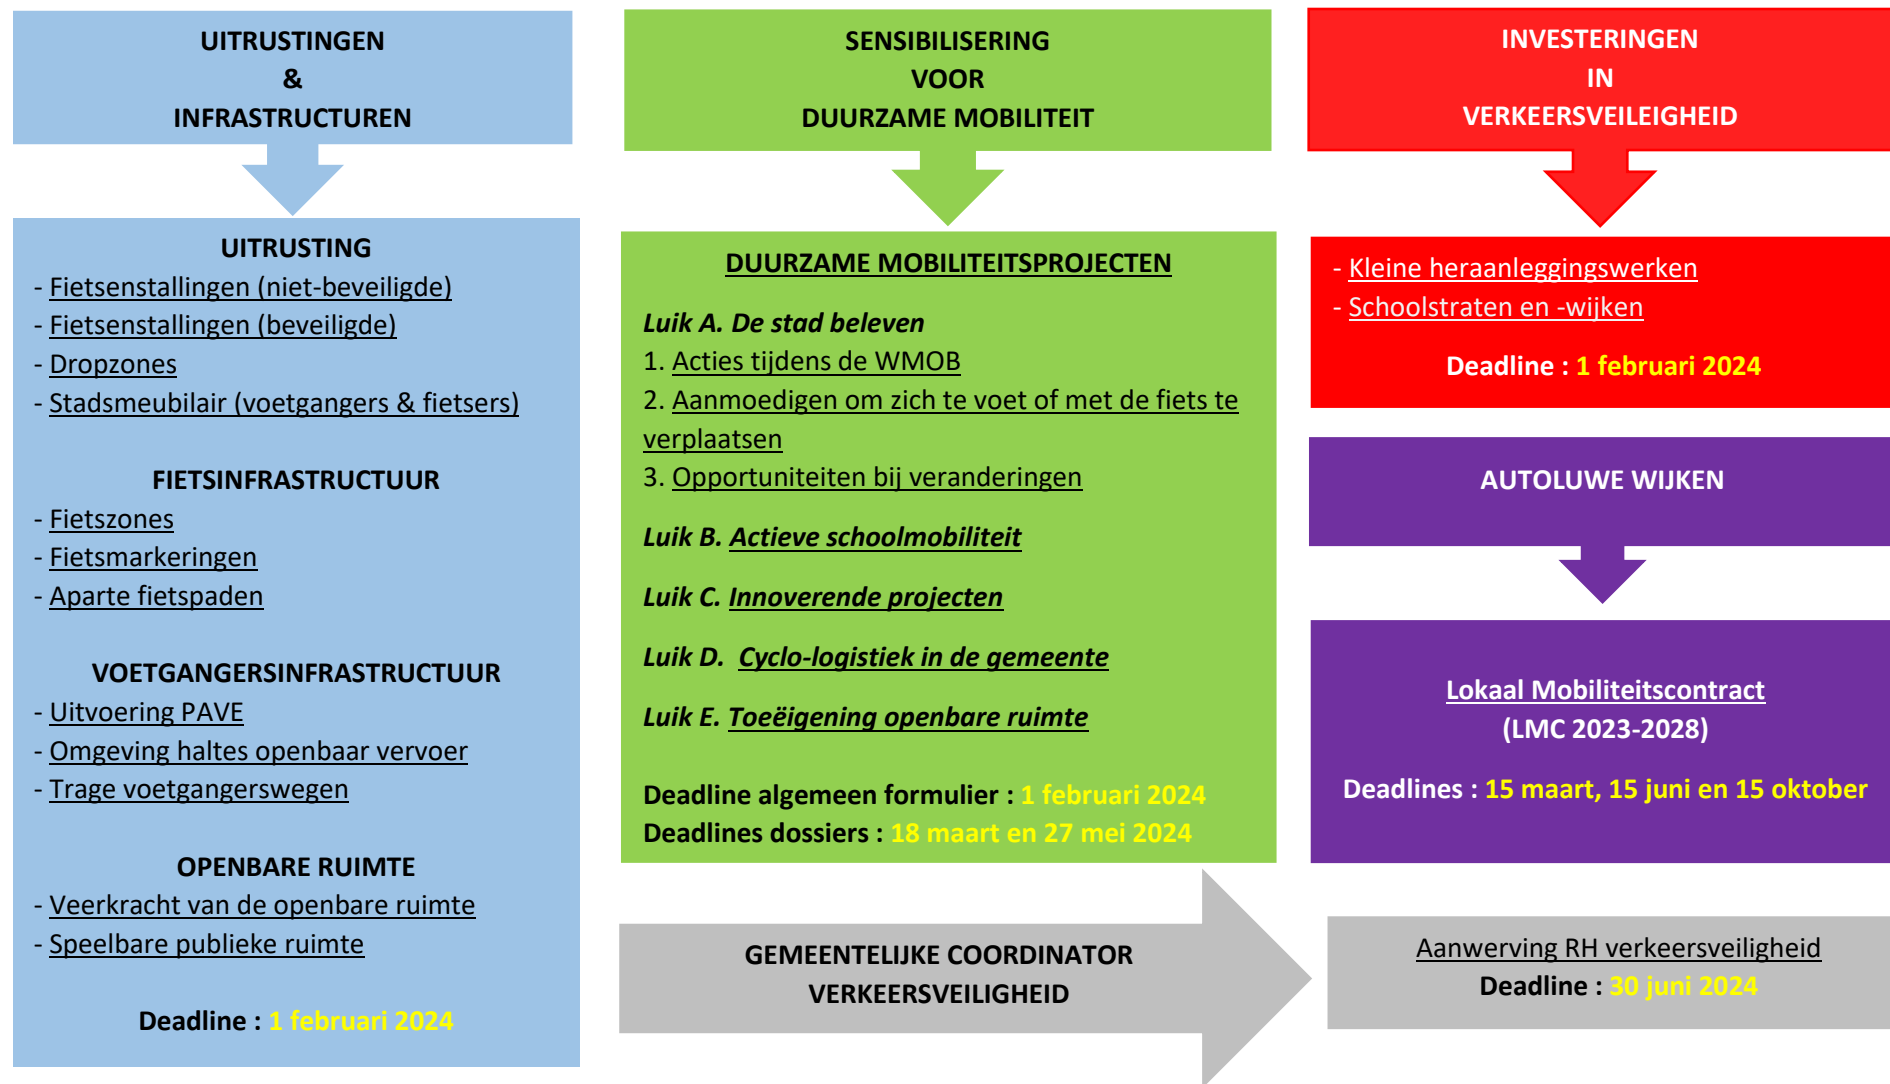 UITRUSTINGEN
&
INFRASTRUCTUREN
UITRUSTING
- Fietsenstallingen (niet-beveiligde)
- Fietsenstallingen (beveiligde)
- Dropzones
- Stadsmeubilair (voetgangers & fietsers)
FIETSINFRASTRUCTUUR
- Fietszones
- Fietsmarkeringen
- Aparte fietspaden
VOETGANGERSINFRASTRUCTUUR
- Uitvoering PAVE
- Omgeving haltes openbaar vervoer
- Trage voetgangerswegen
OPENBARE RUIMTE
- Veerkracht van de openbare ruimte
- Speelbare publieke ruimte
Deadline : 1 februari 2024
SENSIBILISERING
VOOR
DUURZAME MOBILITEIT
DUURZAME MOBILITEITSPROJECTEN
Luik A. De stad beleven
1. Acties tijdens de WMOB
2. Aanmoedigen om zich te voet of met de fiets te
verplaatsen
3. Opportuniteiten bij veranderingen
Luik B. Actieve schoolmobiliteit
Luik C. Innoverende projecten
Luik D. Cyclo-logistiek in de gemeente
Luik E. Toeëigening openbare ruimte
Deadline algemeen formulier : 1 februari 2024
Deadlines dossiers : 18 maart en 27 mei 2024
INVESTERINGEN
IN
VERKEERSVEILEIGHEID
- Kleine heraanleggingswerken
- Schoolstraten en -wijken
Deadline : 1 februari 2024
AUTOLUWE WIJKEN
Lokaal Mobiliteitscontract
(LMC 2023-2028)
Deadlines : 15 maart, 15 juni en 15 oktober
GEMEENTELIJKE COORDINATOR
VERKEERSVEILIGHEID
Aanwerving RH verkeersveiligheid
Deadline : 30 juni 2024